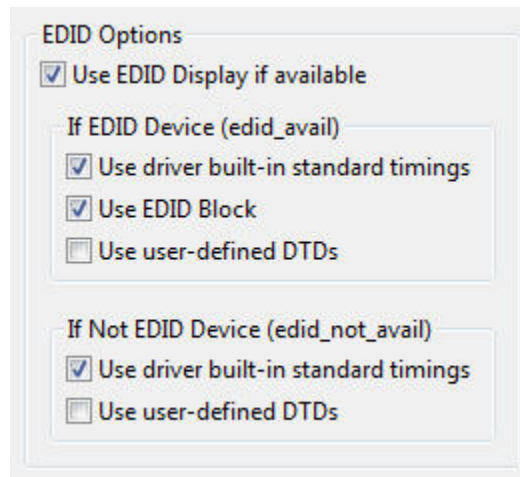 EDID Options
Use EDID Display if available
If EDID Device (edid_avail)
Use driver built-in standard timings
Use EDID Block
Use user-defined DTDs
If Not EDID Device (edid_not_avail)
Use driver built-in standard timings
Use user-defined DTDs